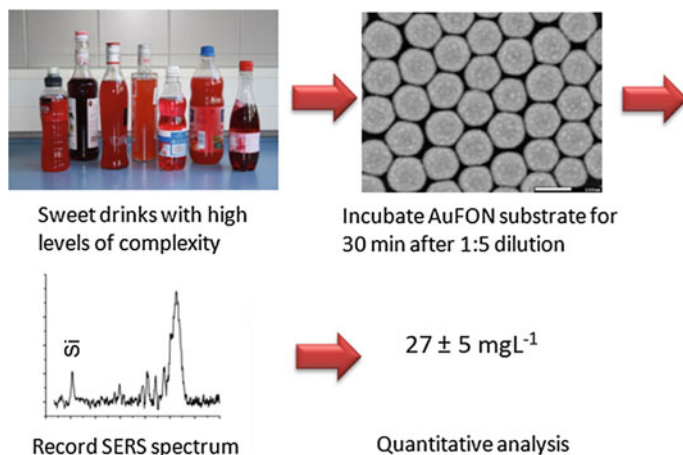 Sweet drinks with high
levels of complexity
Incubate AuFON substrate for
30 min after 1:5 dilution
Si
Record SERS spectrum
27 ± 5 mgL⁻¹
Quantitative analysis